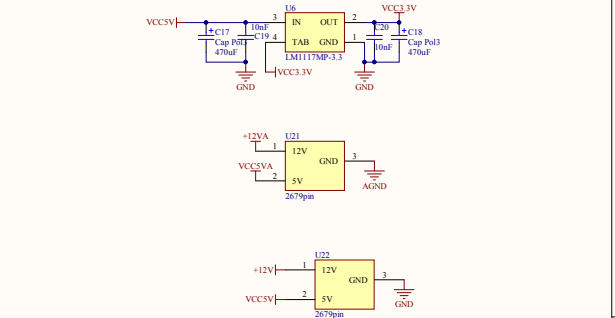 U6
VCC5V
3
IN
OUT
2
VCC3.3V
C17
Cap Pol3
470uF
10nF
C19
4
TAB
GND
1
C20
10nF
C18
Cap Pol3
470uF
LM1117MP-3.3
VCC3.3V
GND
GND
U21
+12VA
1
12V
GND
3
VCC5VA
2
5V
AGND
2679pin
U22
+12V
1
12V
GND
3
VCC5V
2
5V
GND
2679pin